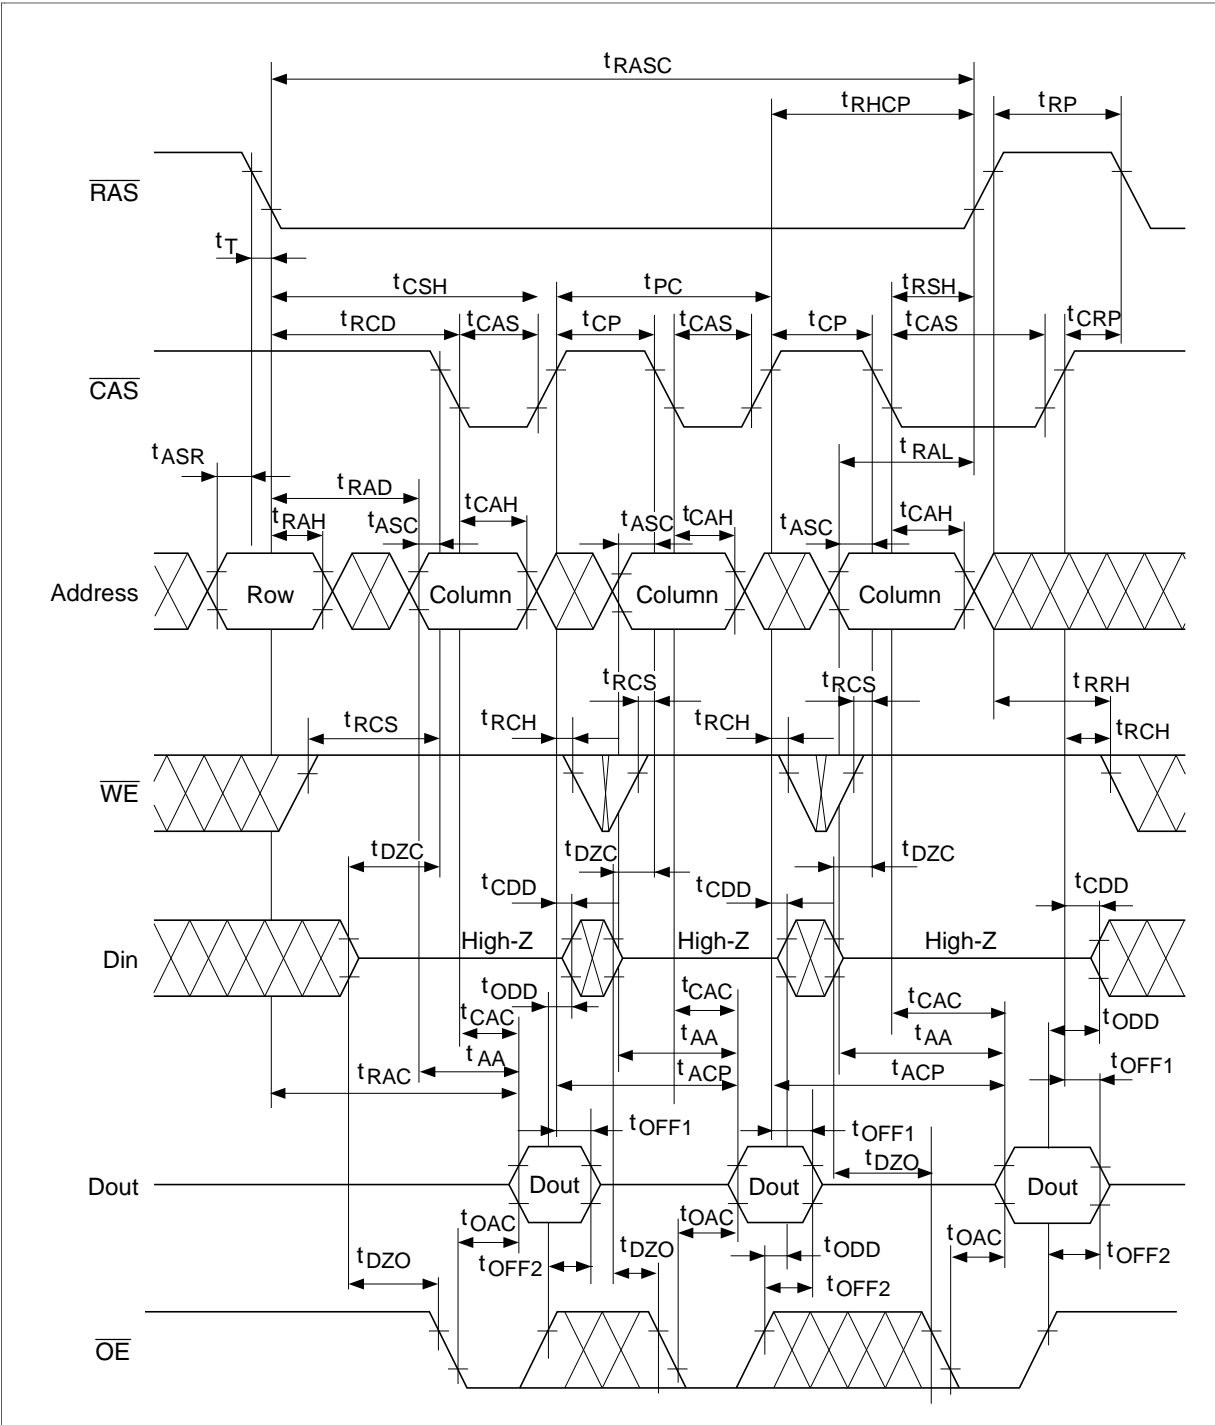 tRASC
tRHCP tRP
RAS
tT
tCSH tPC tRSH
tRCD tCAS tCP tCAS tCP tCAS tCRP
CAS
tASR tRAL
tRAD
tRAH tASC tCAH tASC tCAH tASC tCAH
Address Row Column Column Column
tRCS tRCS tRRH
tRCS tRCH tRCH tRCH
WE
tDZC tDZC tDZC
tCDD tCDD tCDD
Din High-Z High-Z High-Z
tODD tCAC tCAC
tCAC tODD
tAA tAA tAA
tRAC tACP tACP tOFF1
tOFF1 tOFF1
tDZO
Dout Dout Dout Dout
tOAC tOAC tOAC
tDZO tOFF2 tDZO tODD tOFF2
tOFF2
OE